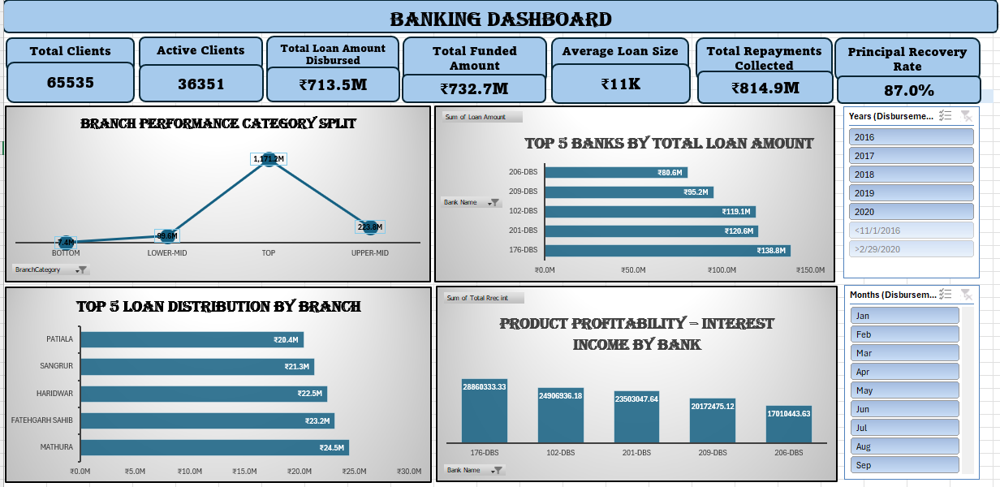 BANKING DASHBOARD
Total Clients
65535
Active Clients
36351
Total Loan Amount
Disbursed
₹713.5M
Total Funded
Amount
₹732.7M
Average Loan Size
₹11K
Total Repayments
Collected
₹814.9M
Principal Recovery
Rate
87.0%
BRANCH PERFORMANCE CATEGORY SPLIT
1,171.2M
223.8M
99.6M
7.4M
BOTTOM
LOWER-MID
TOP
UPPER-MID
BranchCategory
Sum of Loan Amount
TOP 5 BANKS BY TOTAL LOAN AMOUNT
Bank Name
206-DBS
₹80.6M
209-DBS
₹95.2M
102-DBS
₹119.1M
201-DBS
₹120.6M
176-DBS
₹138.8M
₹0.0M
₹50.0M
₹100.0M
₹150.0M
Years (Disburseme...
2016
2017
2018
2019
2020
<11/1/2016
>2/29/2020
TOP 5 LOAN DISTRIBUTION BY BRANCH
PATIALA
₹20.4M
SANGRUR
₹21.3M
HARIDWAR
₹22.5M
FATEHGARH SAHIB
₹23.2M
MATHURA
₹24.5M
₹0.0M
₹5.0M
₹10.0M
₹15.0M
₹20.0M
₹25.0M
₹30.0M
Sum of Total Rrec int
PRODUCT PROFITABILITY – INTEREST
INCOME BY BANK
28860333.33
24906936.18
23503047.64
20172475.12
17010443.63
176-DBS
102-DBS
201-DBS
209-DBS
206-DBS
Bank Name
Months (Disbursem...
Jan
Feb
Mar
Apr
May
Jun
Jul
Aug
Sep